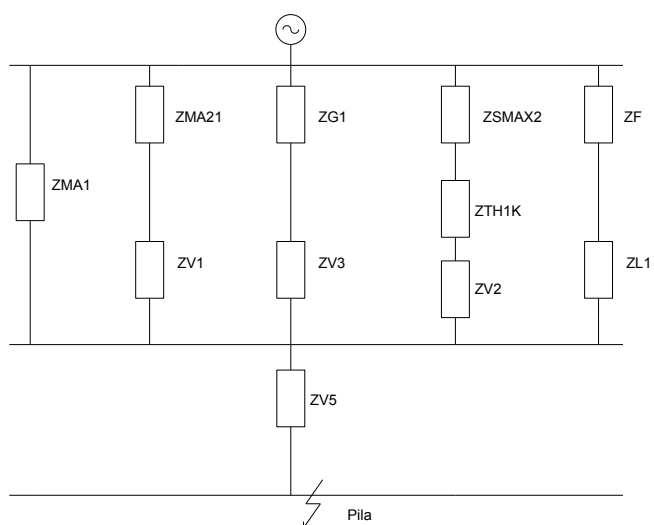 ZMA21
ZG1
ZSMAX2
ZF
ZMA1
ZTH1K
ZV1
ZV3
ZV2
ZL1
ZV5
Pila